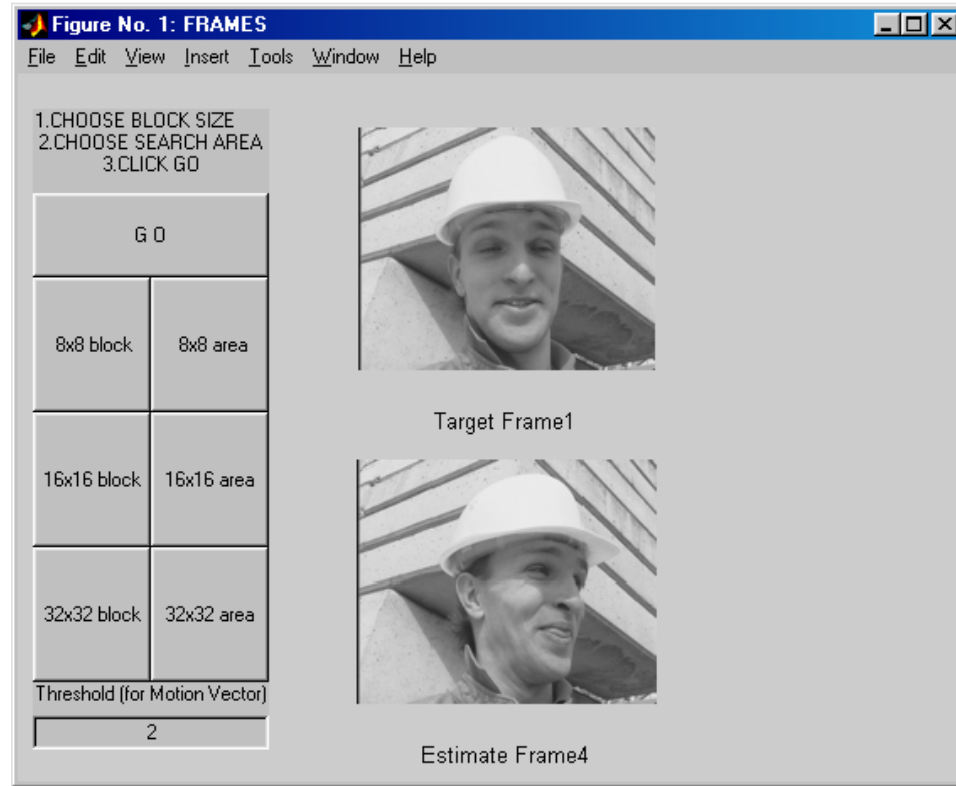 Figure No. 1: FRAMES
File Edit View Insert Tools Window Help
1.CHOOSE BLOCK SIZE
2.CHOOSE SEARCH AREA
3.CLICK GO
G O
8x8 block 8x8 area
16x16 block 16x16 area
32x32 block 32x32 area
Threshold (for Motion Vector)
2
Target Frame1
Estimate Frame4